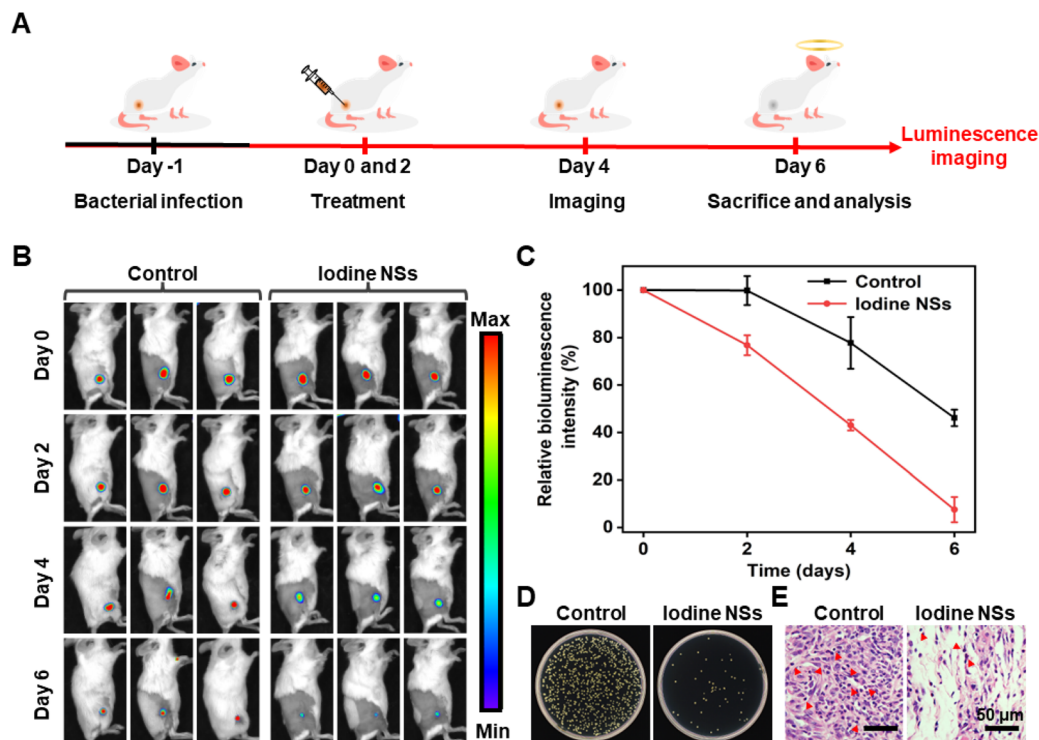 A
Day -1
Day 0 and 2
Day 4
Day 6
Luminescence
imaging
Bacterial infection
Treatment
Imaging
Sacrifice and analysis
B
Control
Iodine NSs
Day 0
Day 2
Day 4
Day 6
Max
Min
C
Relative bioluminescence
intensity (%)
100
80
60
40
20
0
Control
Iodine NSs
0
2
4
6
Time (days)
D
Control
Iodine NSs
E
Control
Iodine NSs
50 μm